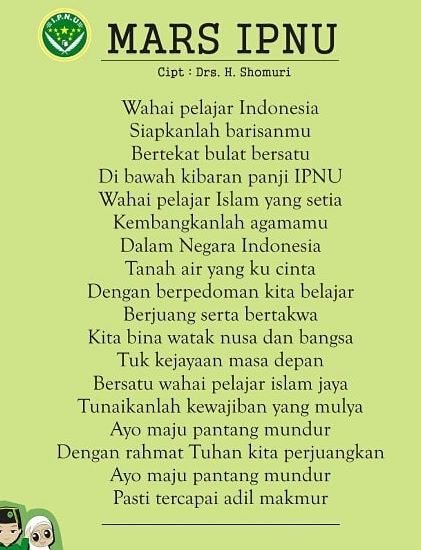 I.P.N.U
MARS IPNU
Cipt : Drs. H. Shomuri
Wahai pelajar Indonesia
Siapkanlah barisanmu
Bertekat bulat bersatu
Di bawah kibaran panji IPNU
Wahai pelajar Islam yang setia
Kembangkanlah agamamu
Dalam Negara Indonesia
Tanah air yang ku cinta
Dengan berpedoman kita belajar
Berjuang serta bertakwa
Kita bina watak nusa dan bangsa
Tuk kejayaan masa depan
Bersatu wahai pelajar islam jaya
Tunaikanlah kewajiban yang mulya
Ayo maju pantang mundur
Dengan rahmat Tuhan kita perjuangkan
Ayo maju pantang mundur
Pasti tercapai adil makmur